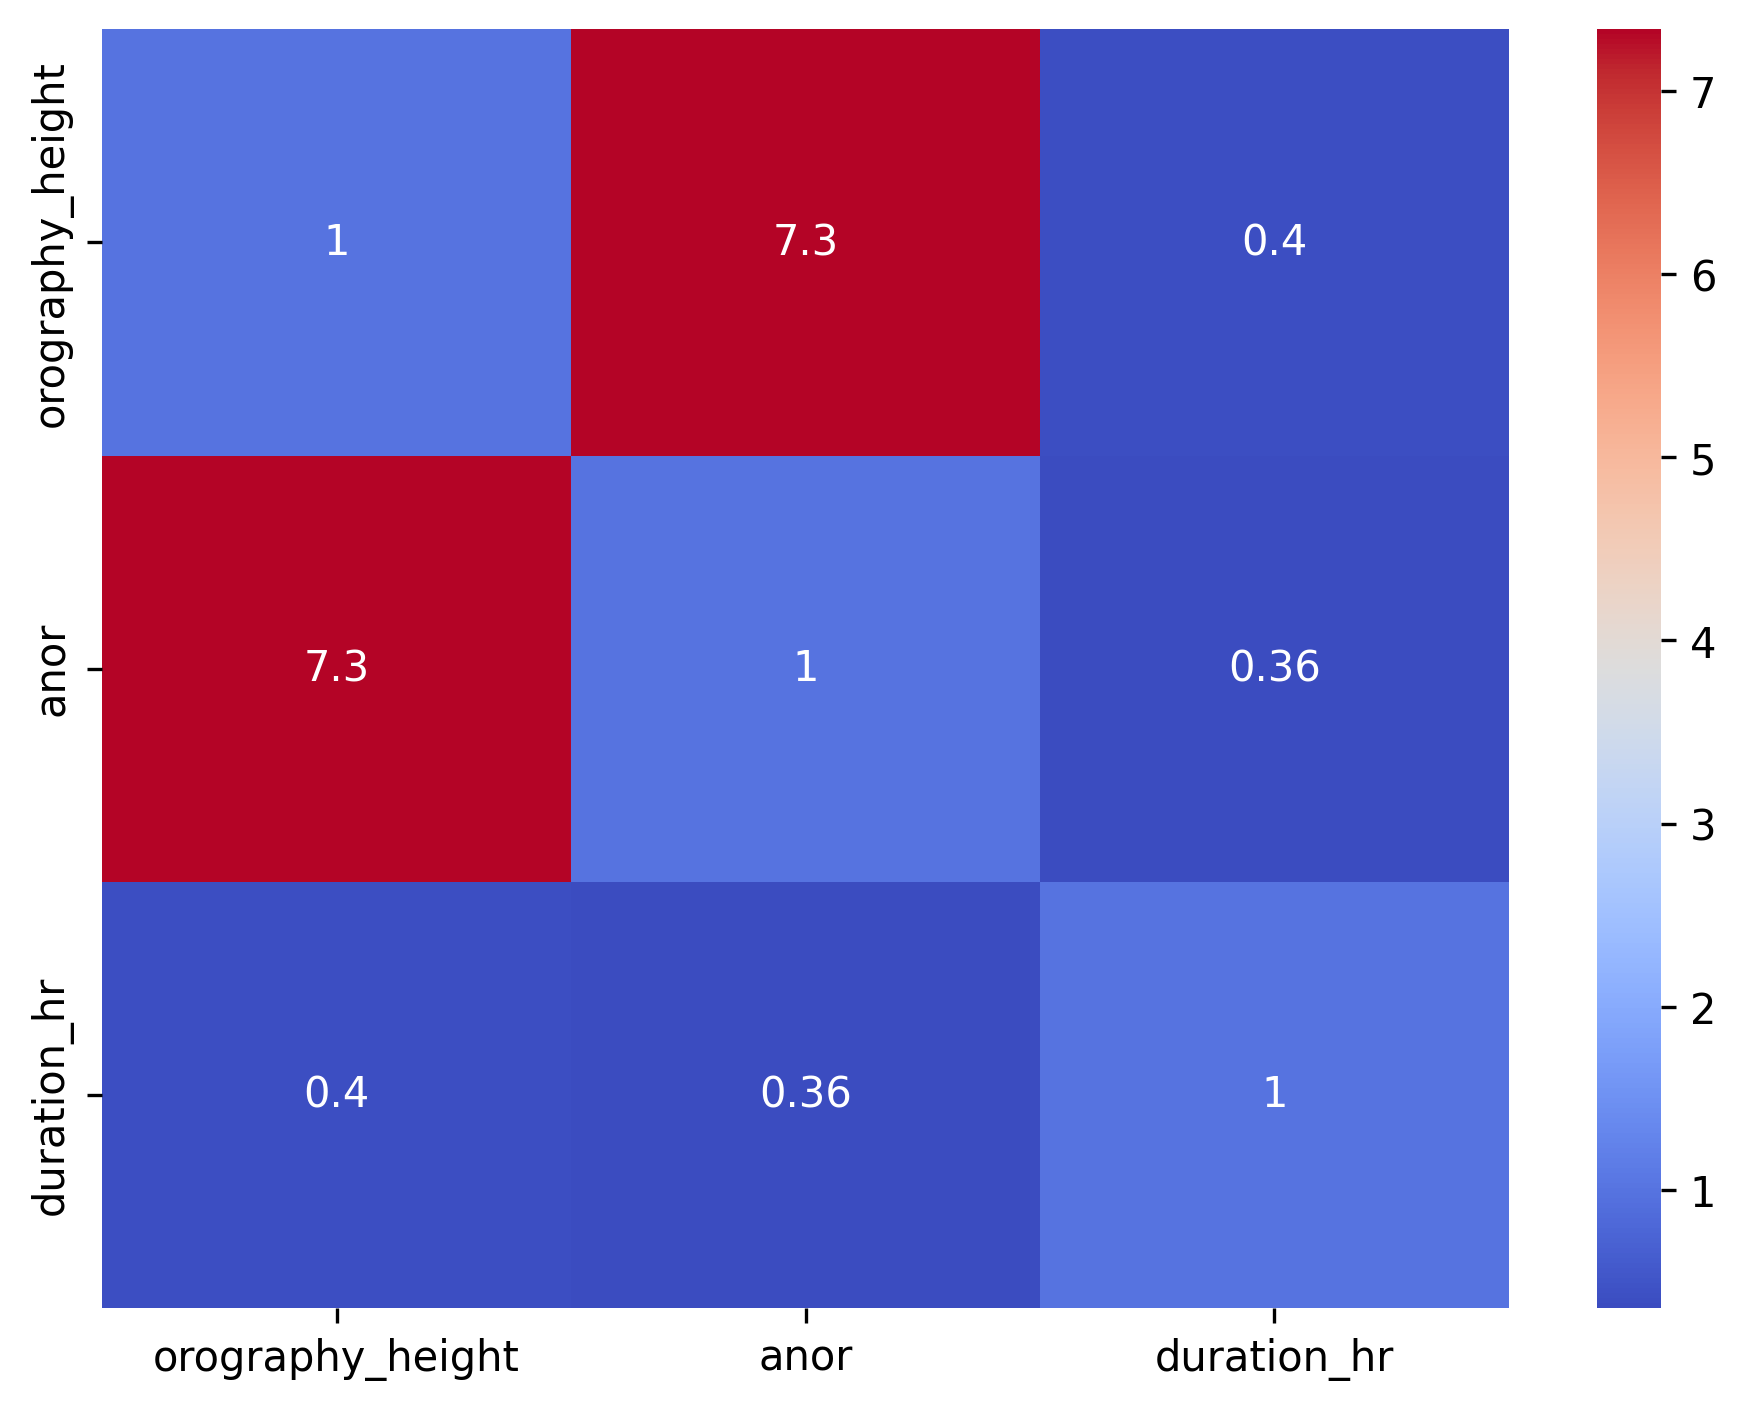 orography_height
1
7.3
0.4
anor
7.3
1
0.36
duration_hr
0.4
0.36
1
orography_height
anor
duration_hr
7
6
5
4
3
2
1